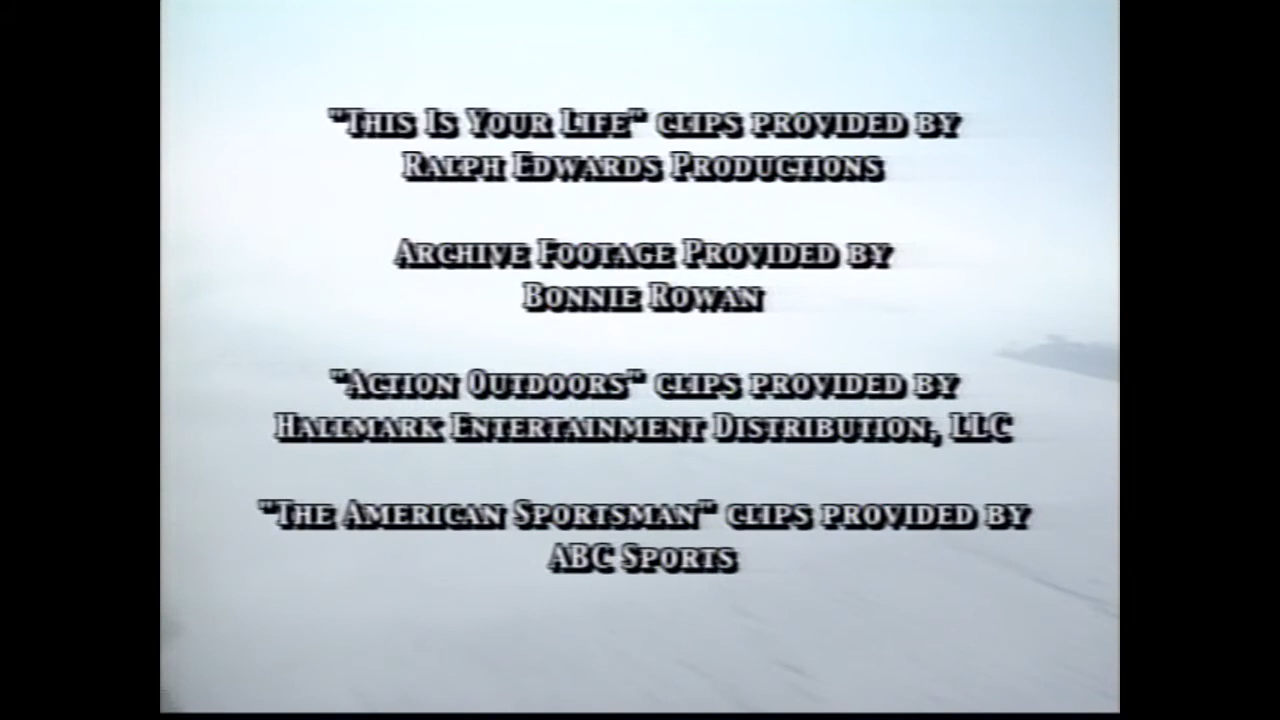 "This Is Your Life" clips provided by
Ralph Edwards Productions
Archive Footage Provided by
Bonnie Rowan
"Action Outdoors" clips provided by
Hallmark Entertainment Distribution, LLC
"The American Sportsman" clips provided by
ABC Sports